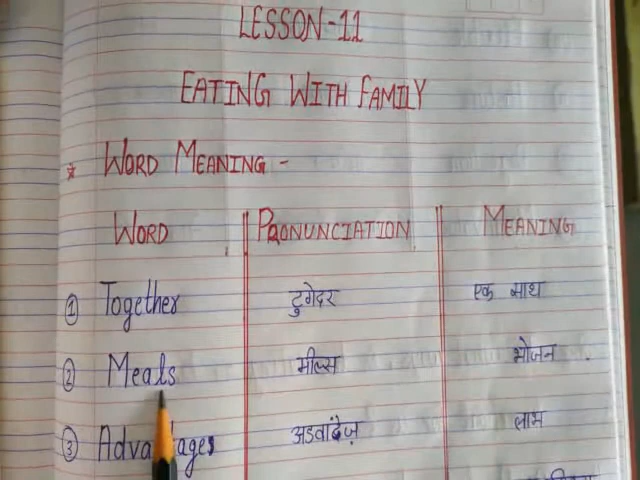 LESSON-11
EATING WITH FAMILY
* WORD MEANING -
WORD PRONUNCIATION MEANING
① Together टुगेदर एक साथ
② Meals मील्स भोजन .
③ Advantages अडवांटेज़ लाभ